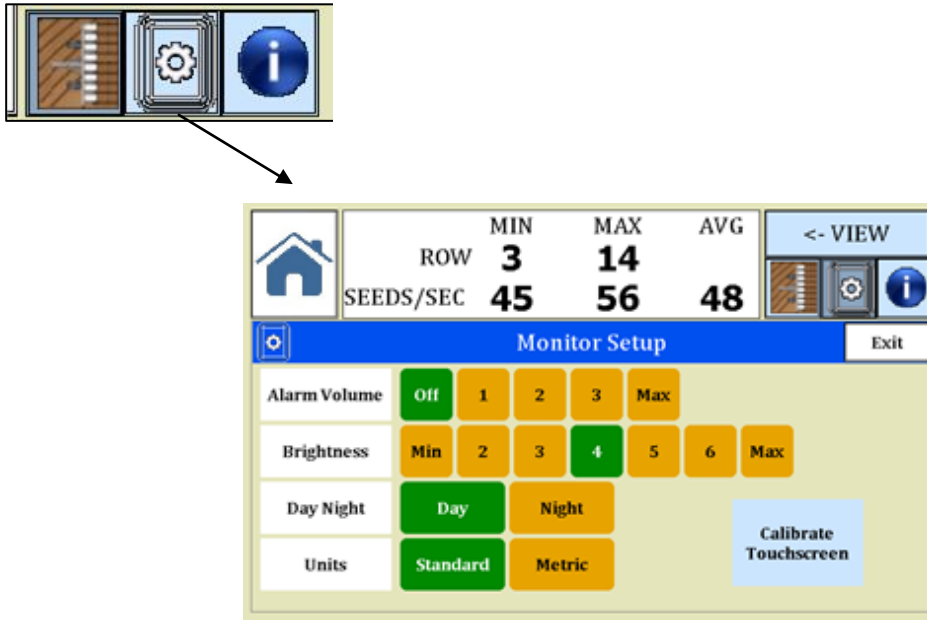 i
MIN MAX AVG
ROW 3 14
SEEDS/SEC 45 56 48
<- VIEW
i
Monitor Setup
Exit
Alarm Volume Off 1 2 3 Max
Brightness Min 2 3 4 5 6 Max
Day Night Day Night
Units Standard Metric
Calibrate
Touchscreen